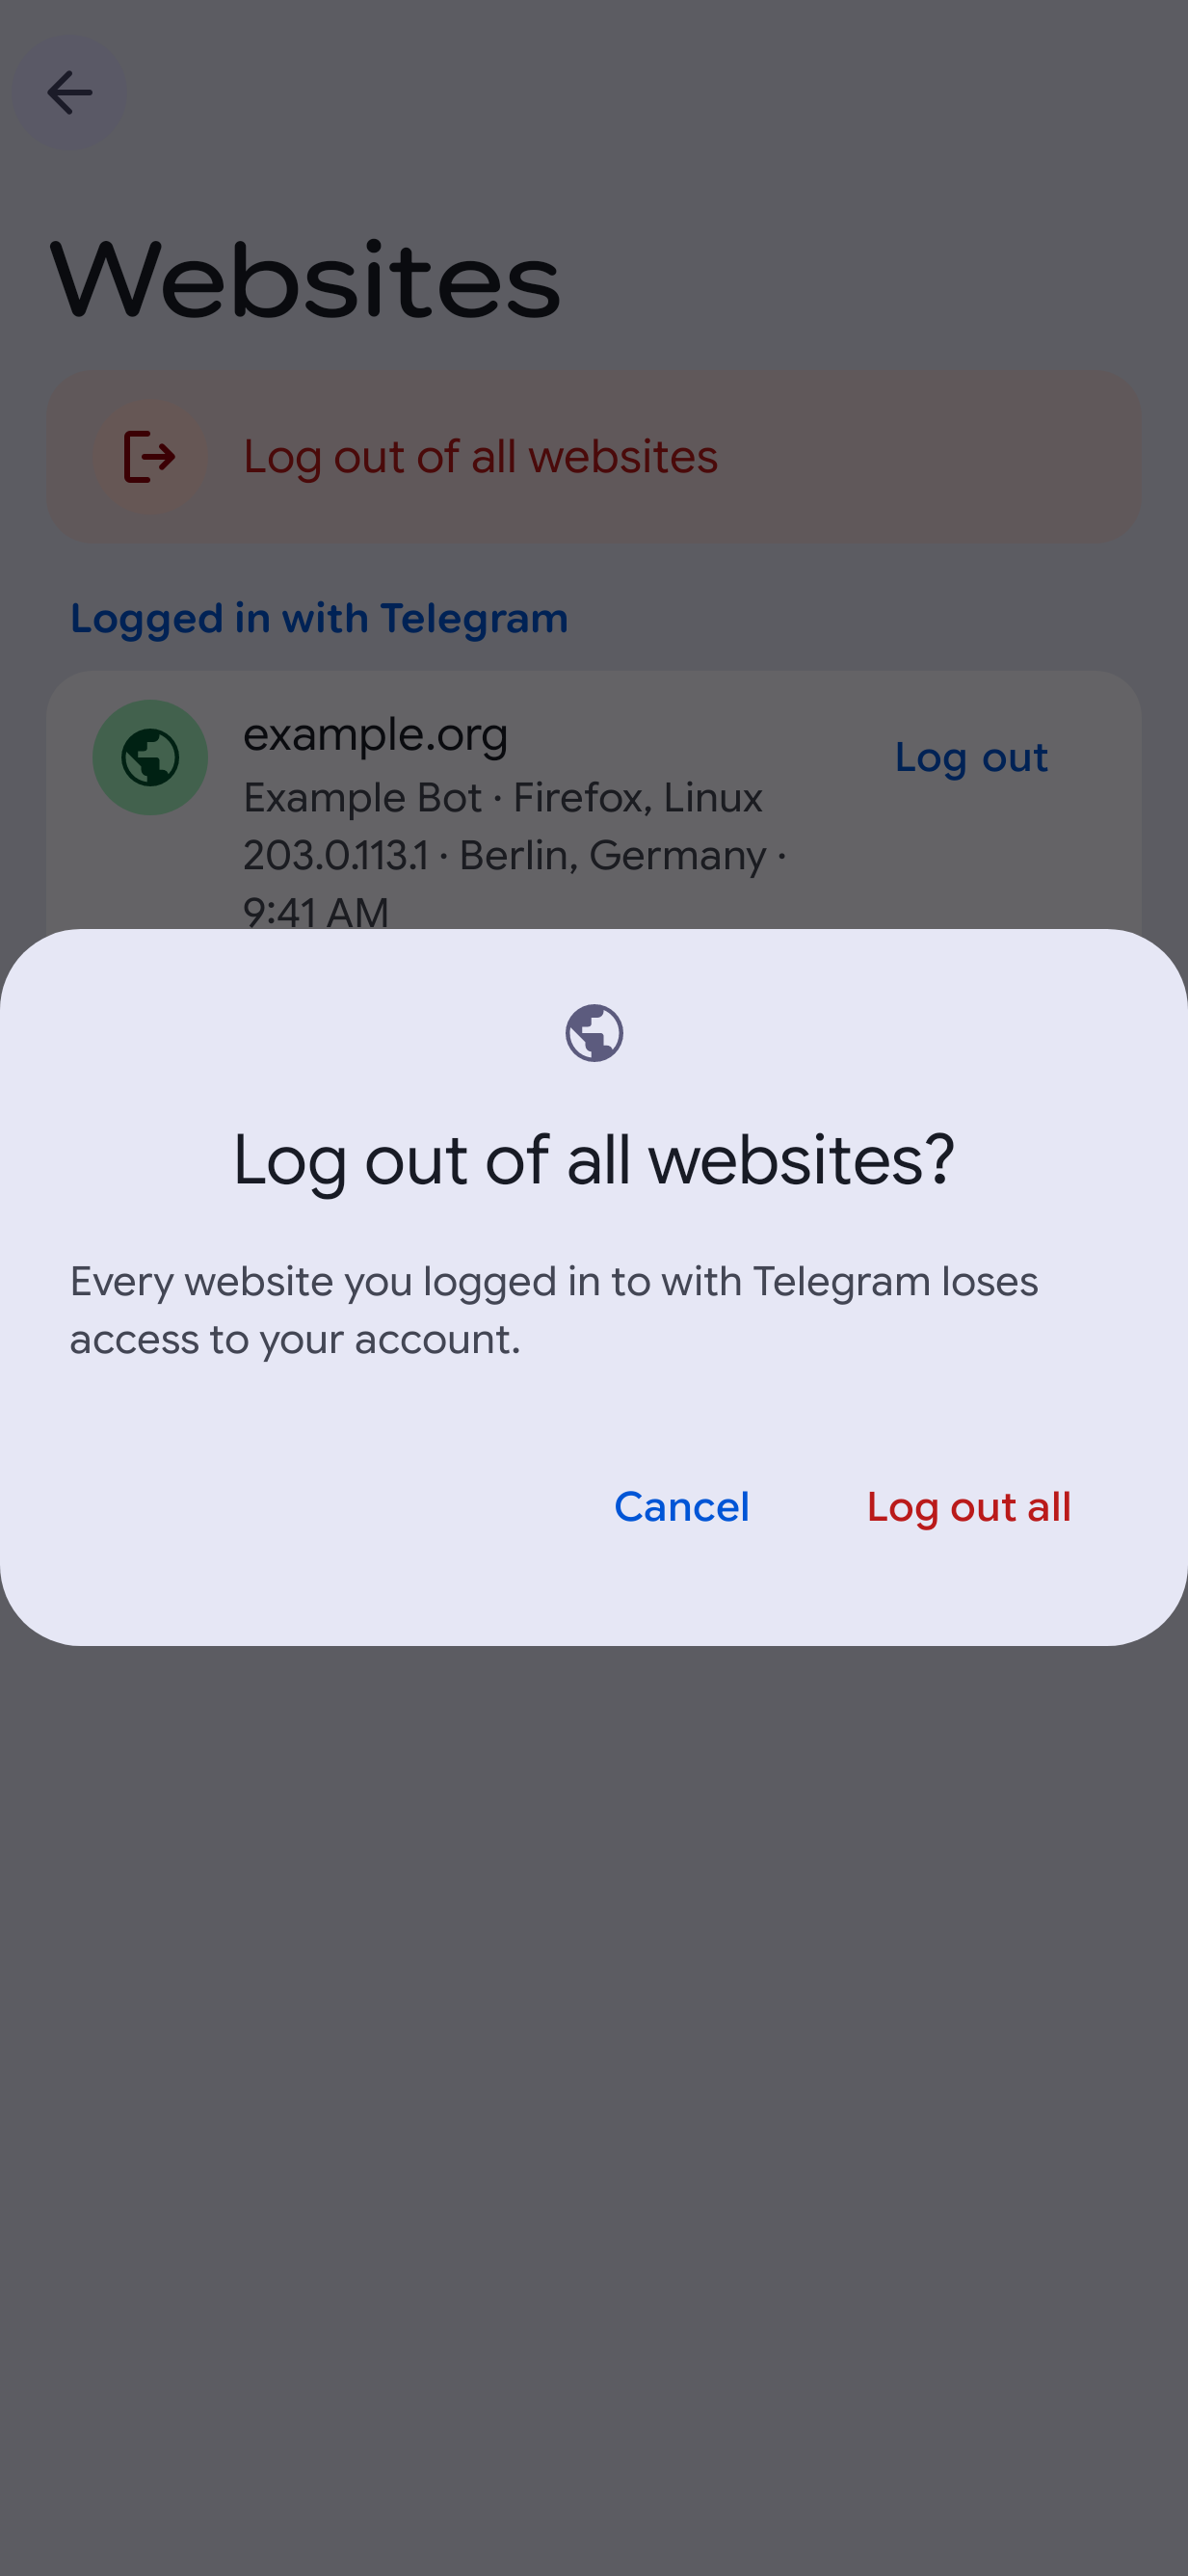 Websites
Log out of all websites
Logged in with Telegram
example.org
Log out
Example Bot · Firefox, Linux
203.0.113.1 · Berlin, Germany ·
9:41 AM
Log out of all websites?
Every website you logged in to with Telegram loses
access to your account.
Cancel
Log out all